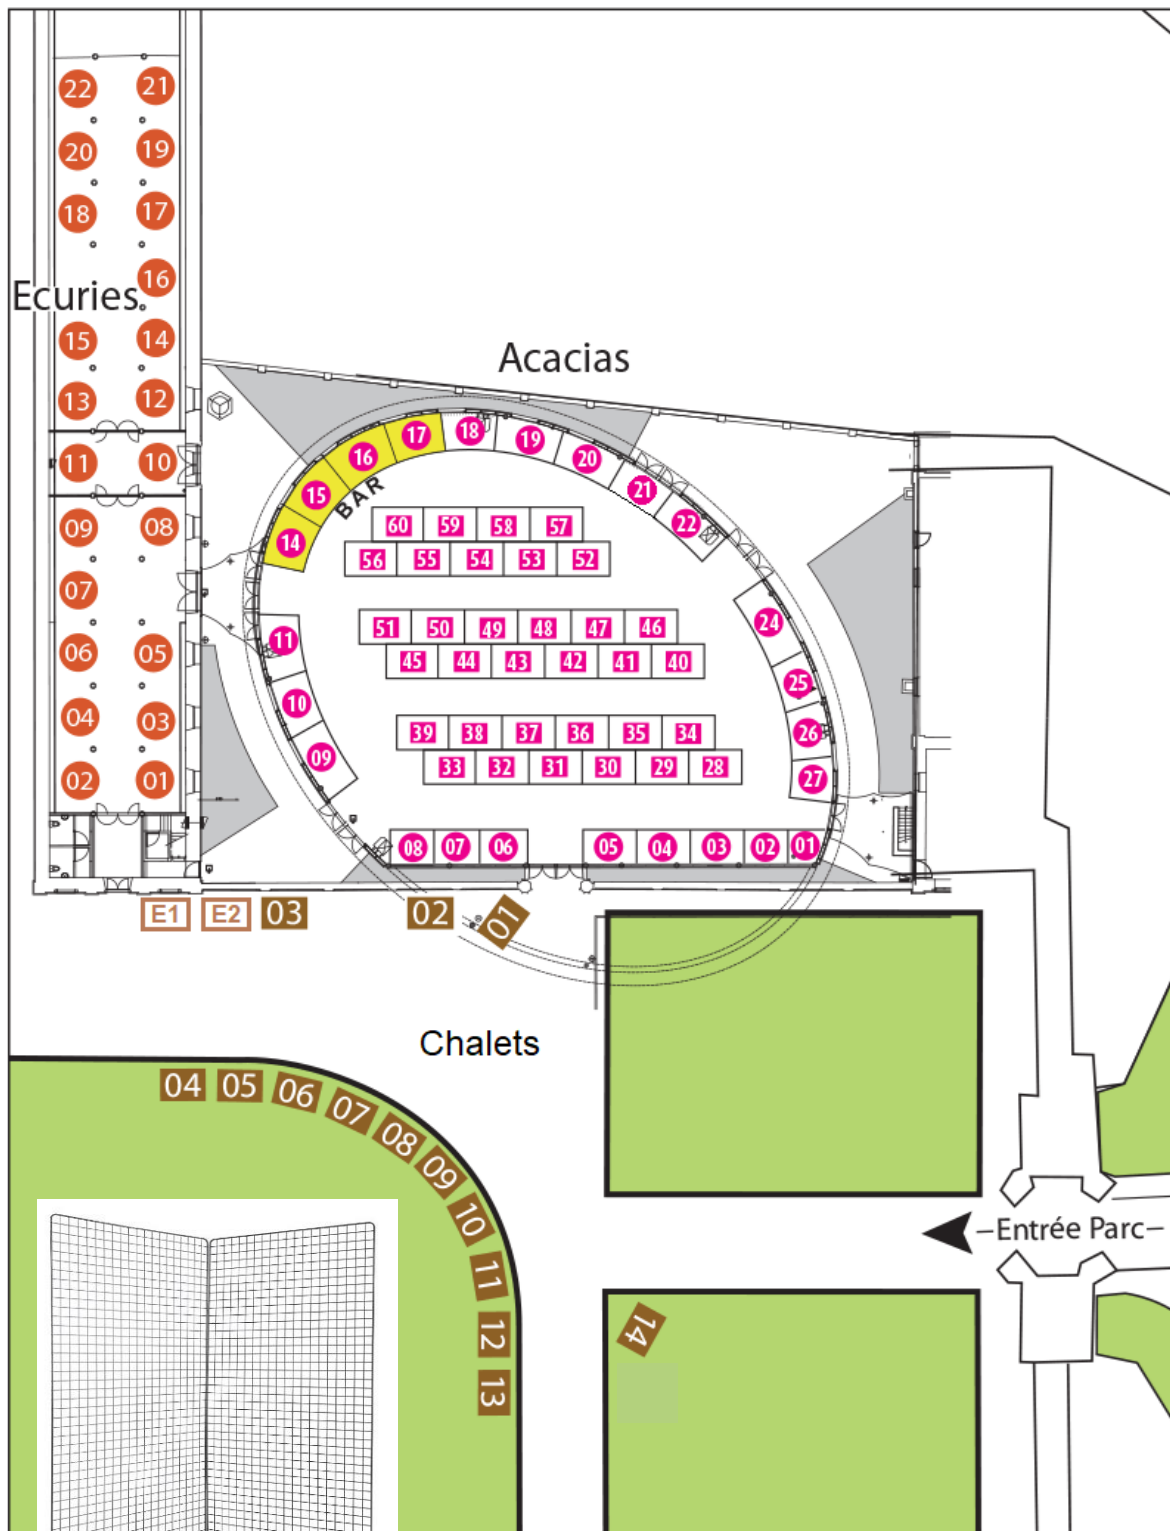 22 21
20 19
18 17
16
Ecuries
15 14
13 12
11 10
09 08
07
06 05
04 03
02 01
Acacias
14 15 16 17 18 19 20 21 22
BAR
60 59 58 57
56 55 54 53 52
51 50 49 48 47 46
45 44 43 42 41 40
39 38 37 36 35 34
33 32 31 30 29 28
11
10
09
24
25
26
27
08 07 06 05 04 03 02 01
E1 E2 03 02 01
Chalets
04 05 06 07 08 09 10 11 12 13
Entrée Parc
14